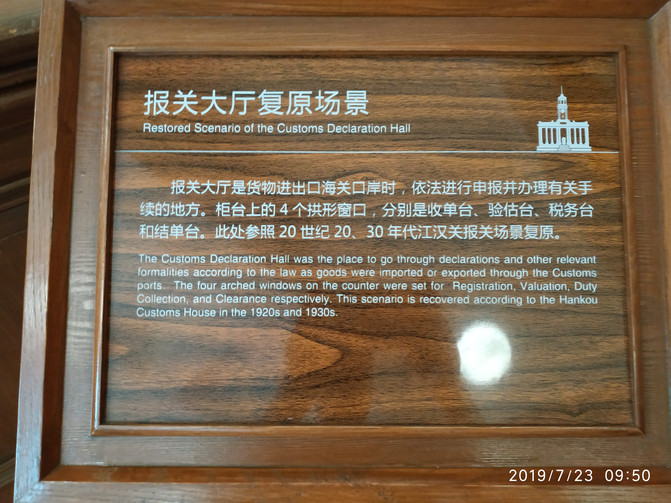 报关大厅复原场景
Restored Scenario of the Customs Declaration Hall
报关大厅是货物进出口海关口岸时，依法进行申报并办理有关手
续的地方。柜台上的 4 个拱形窗口，分别是收单台、验估台、税务台
和结单台。此处参照 20 世纪 20、30 年代江汉关报关场景复原。
The Customs Declaration Hall was the place to go through declarations and other relevant
formalities according to the law as goods were imported or exported through the Customs
ports. The four arched windows on the counter were set for Registration, Valuation, Duty
Collection, and Clearance respectively. This scenario is recovered according to the Hankou
Customs House in the 1920s and 1930s.
2019/7/23 09:50